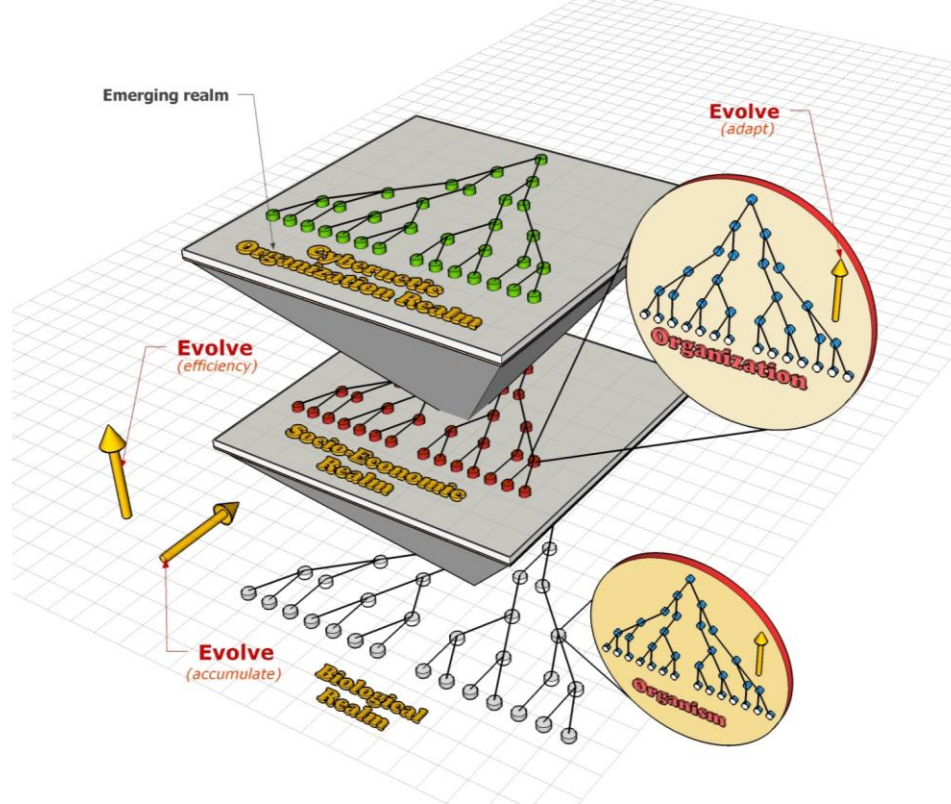 Emerging realm
Evolve
(adapt)
Cybernetic
Organization Realm
Organization
Evolve
(efficiency)
Socio-Economic
Realm
Evolve
(accumulate)
Biological
Realm
Organism